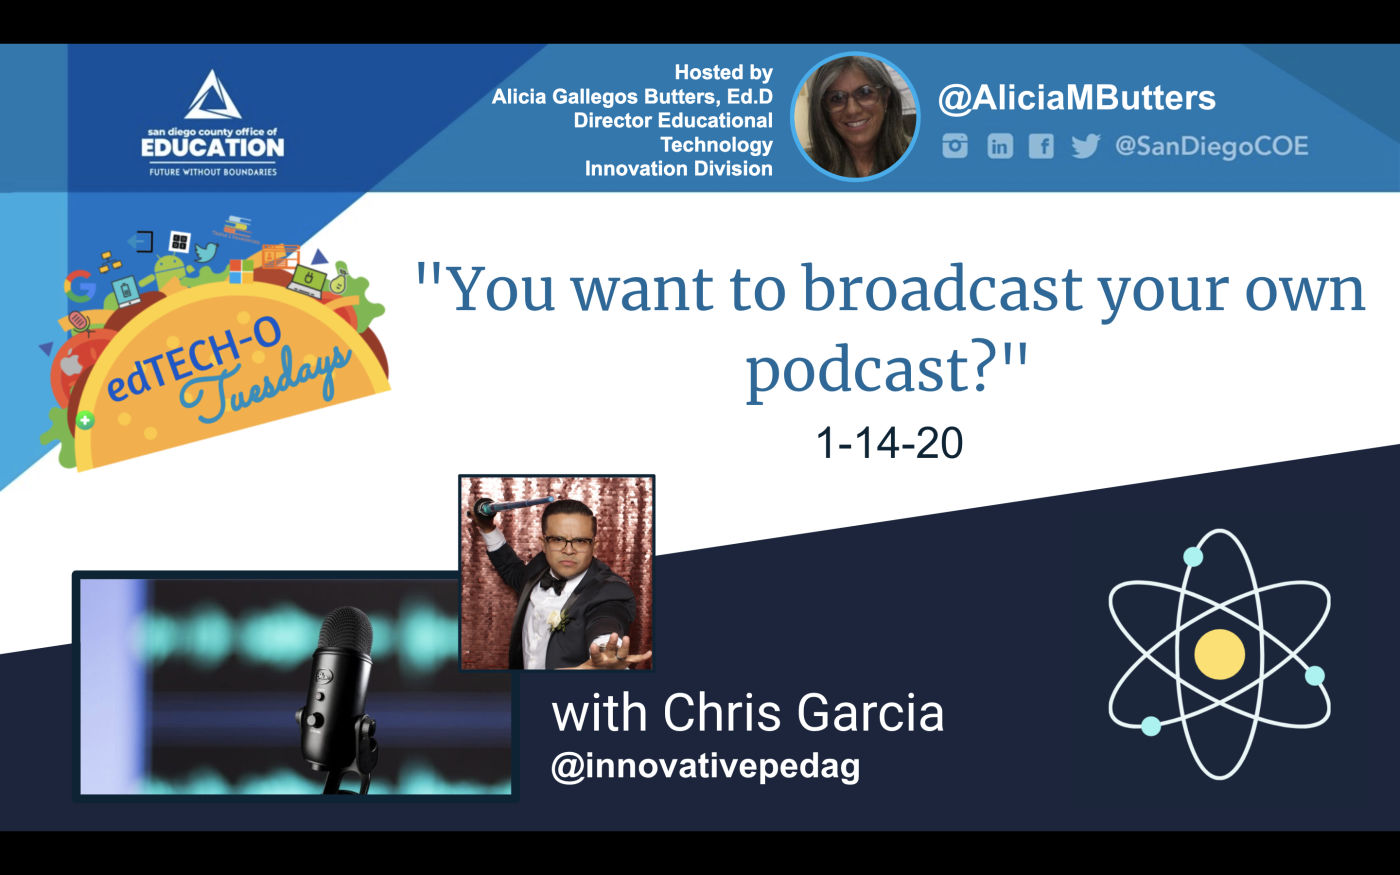 san diego county office of
EDUCATION
FUTURE WITHOUT BOUNDARIES
Hosted by
Alicia Gallegos Butters, Ed.D
Director Educational
Technology
Innovation Division
@AliciaMButters
@SanDiegoCOE
edTECH-O
Tuesdays
"You want to broadcast your own
podcast?"
1-14-20
with Chris Garcia
@innovativepedag